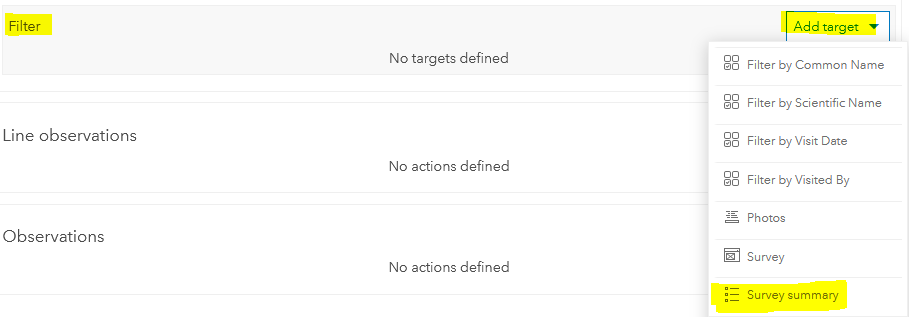 Filter
Add target
No targets defined
Filter by Common Name
Filter by Scientific Name
Line observations
Filter by Visit Date
No actions defined
Filter by Visited By
Photos
Observations
Survey
No actions defined
Survey summary